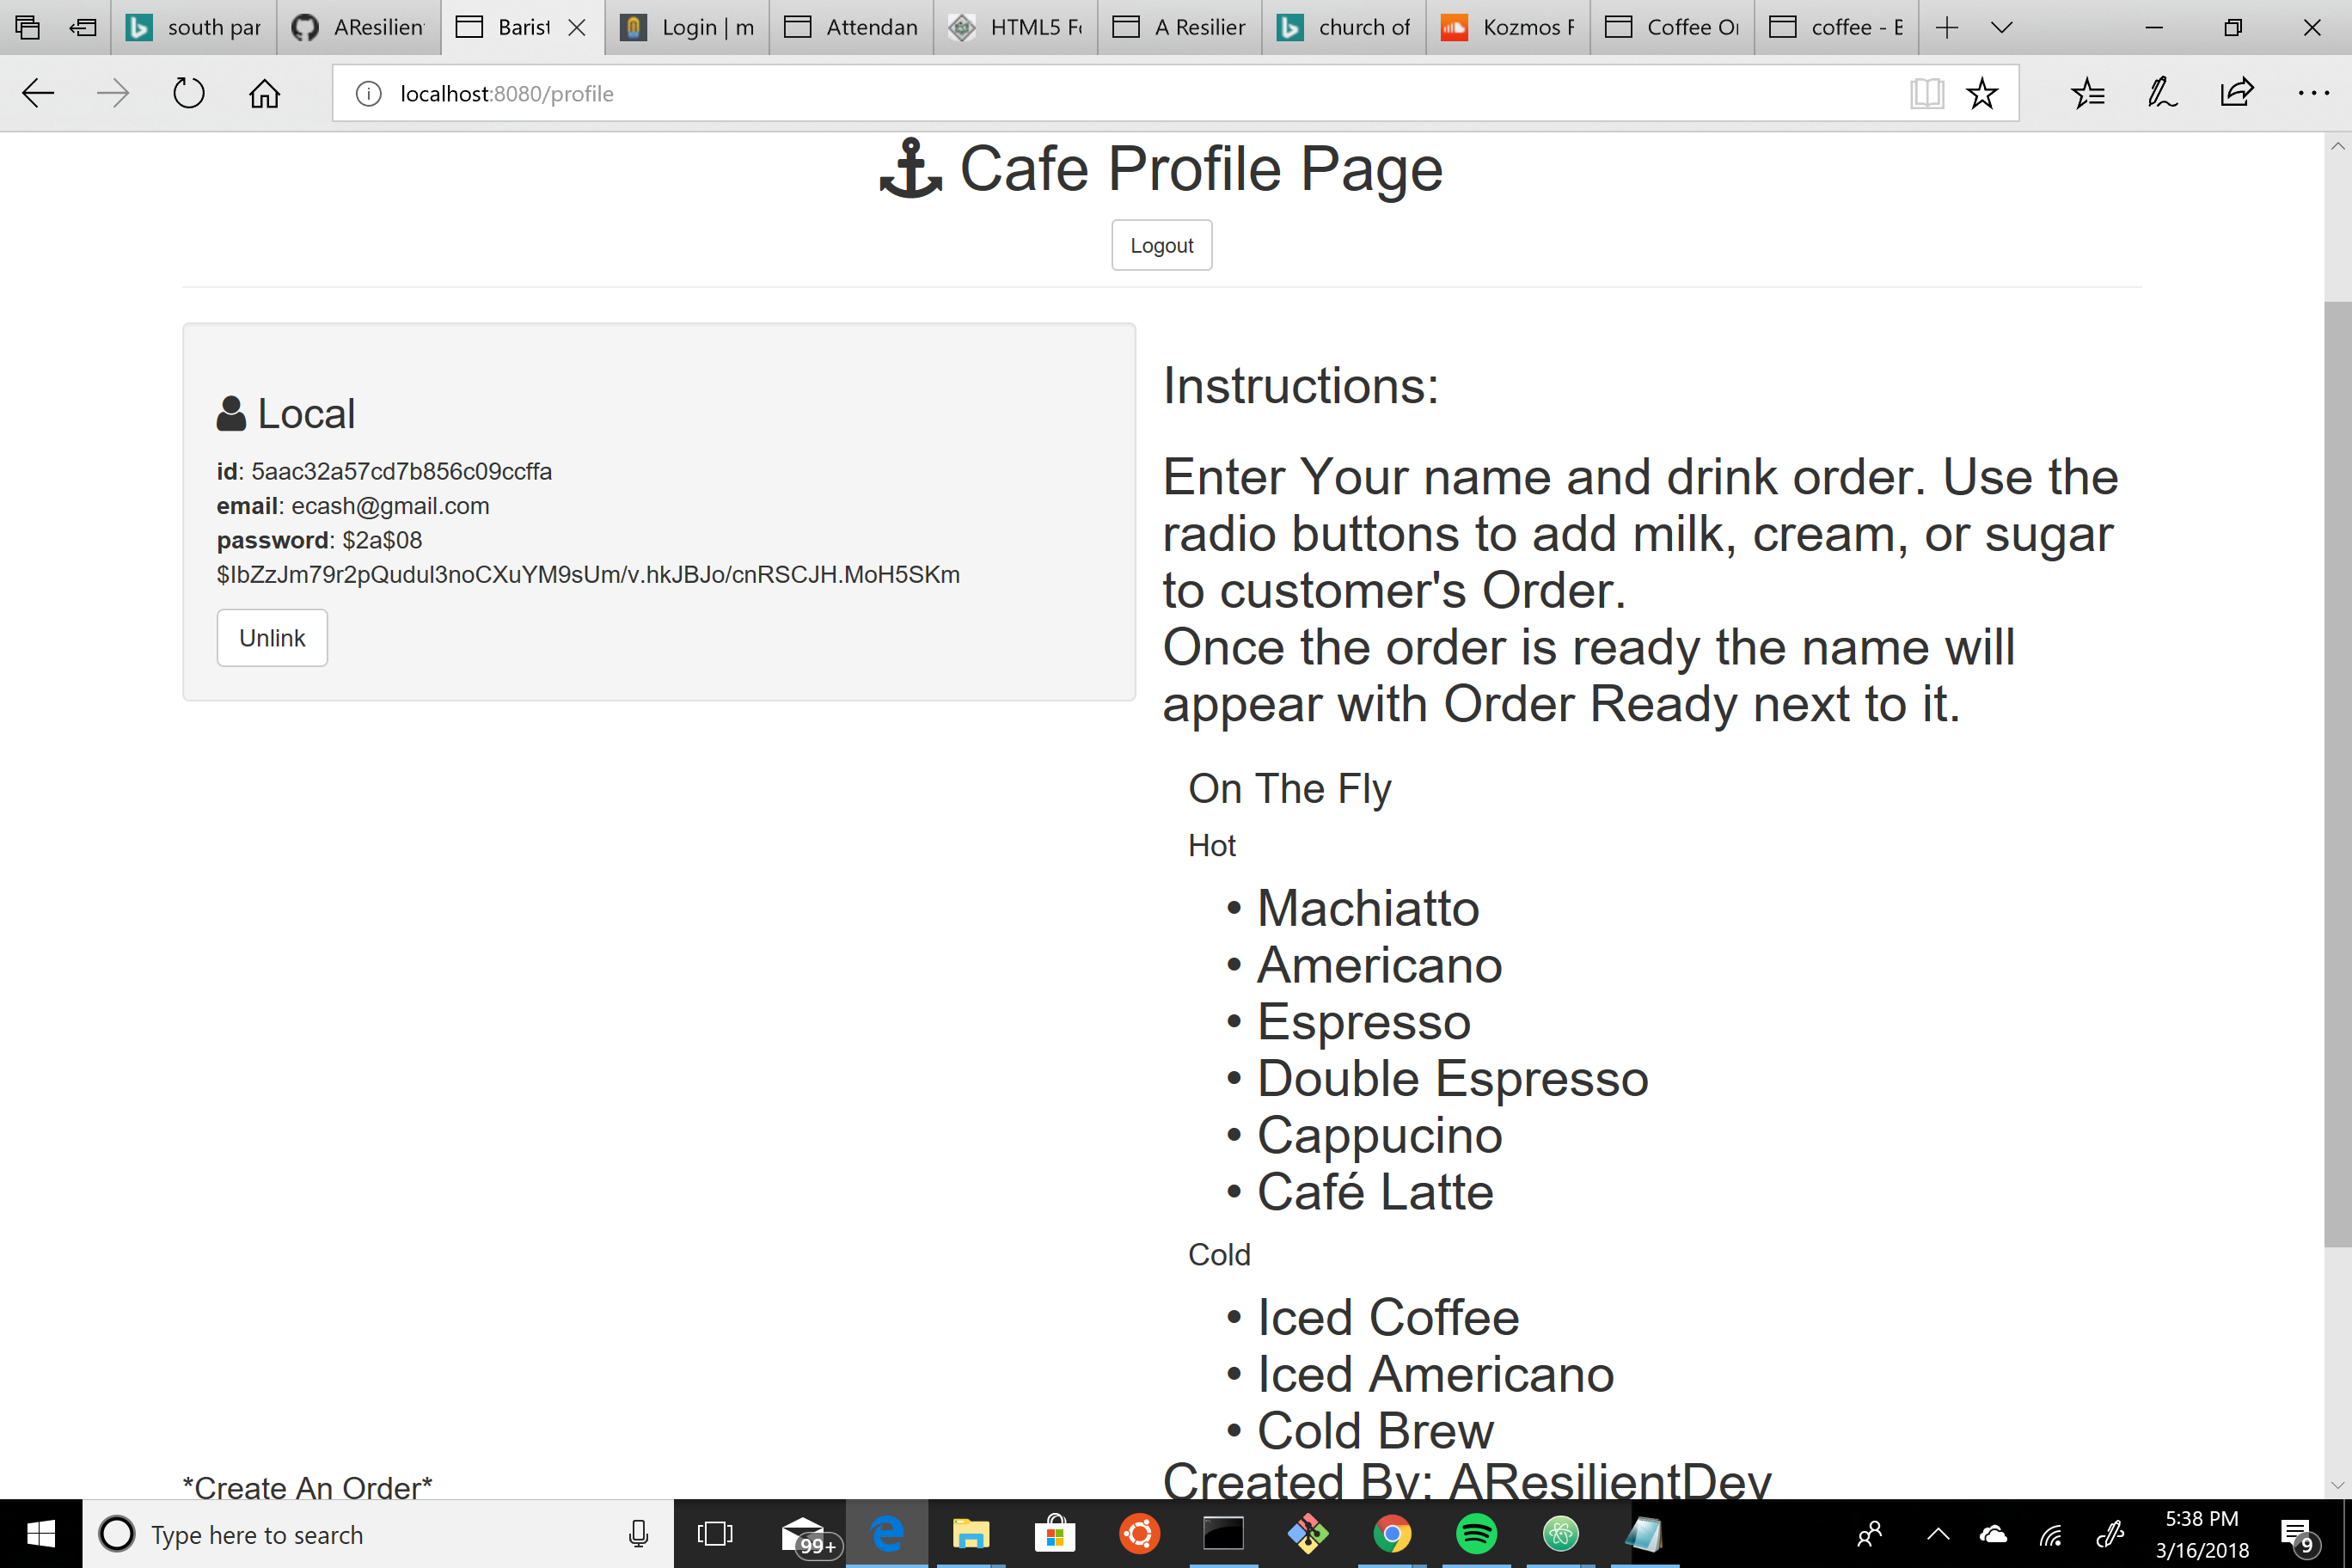 south par
AResilien
Barist
Login | m
Attendan
HTML5 Fo
A Resilier
church of
Kozmos F
Coffee Or
coffee - B
localhost:8080/profile
Cafe Profile Page
Logout
Local
id: 5aac32a57cd7b856c09ccffa
email: ecash@gmail.com
password: $2a$08
$IbZzJm79r2pQudul3noCXuYM9sUm/v.hkJBJo/cnRSCJH.MoH5SKm
Unlink
Instructions:
Enter Your name and drink order. Use the
radio buttons to add milk, cream, or sugar
to customer's Order.
Once the order is ready the name will
appear with Order Ready next to it.
On The Fly
Hot
• Machiatto
• Americano
• Espresso
• Double Espresso
• Cappucino
• Café Latte
Cold
• Iced Coffee
• Iced Americano
• Cold Brew
*Create An Order*
Created By: AResilientDev
Type here to search
99+
5:38 PM
3/16/2018
9